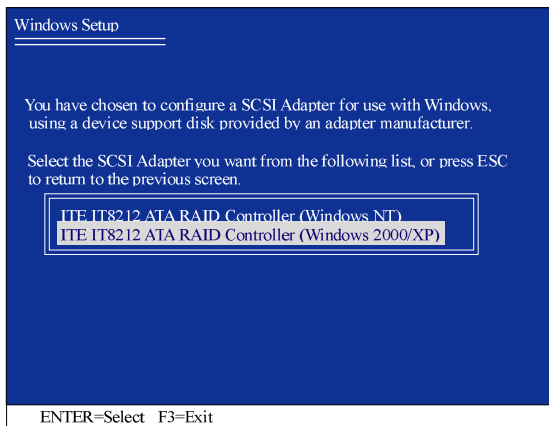 Windows Setup
You have chosen to configure a SCSI Adapter for use with Windows,
using a device support disk provided by an adapter manufacturer.
Select the SCSI Adapter you want from the following list, or press ESC
to return to the previous screen.
ITE IT8212 ATA RAID Controller (Windows NT)
ITE IT8212 ATA RAID Controller (Windows 2000/XP)
ENTER=Select F3=Exit